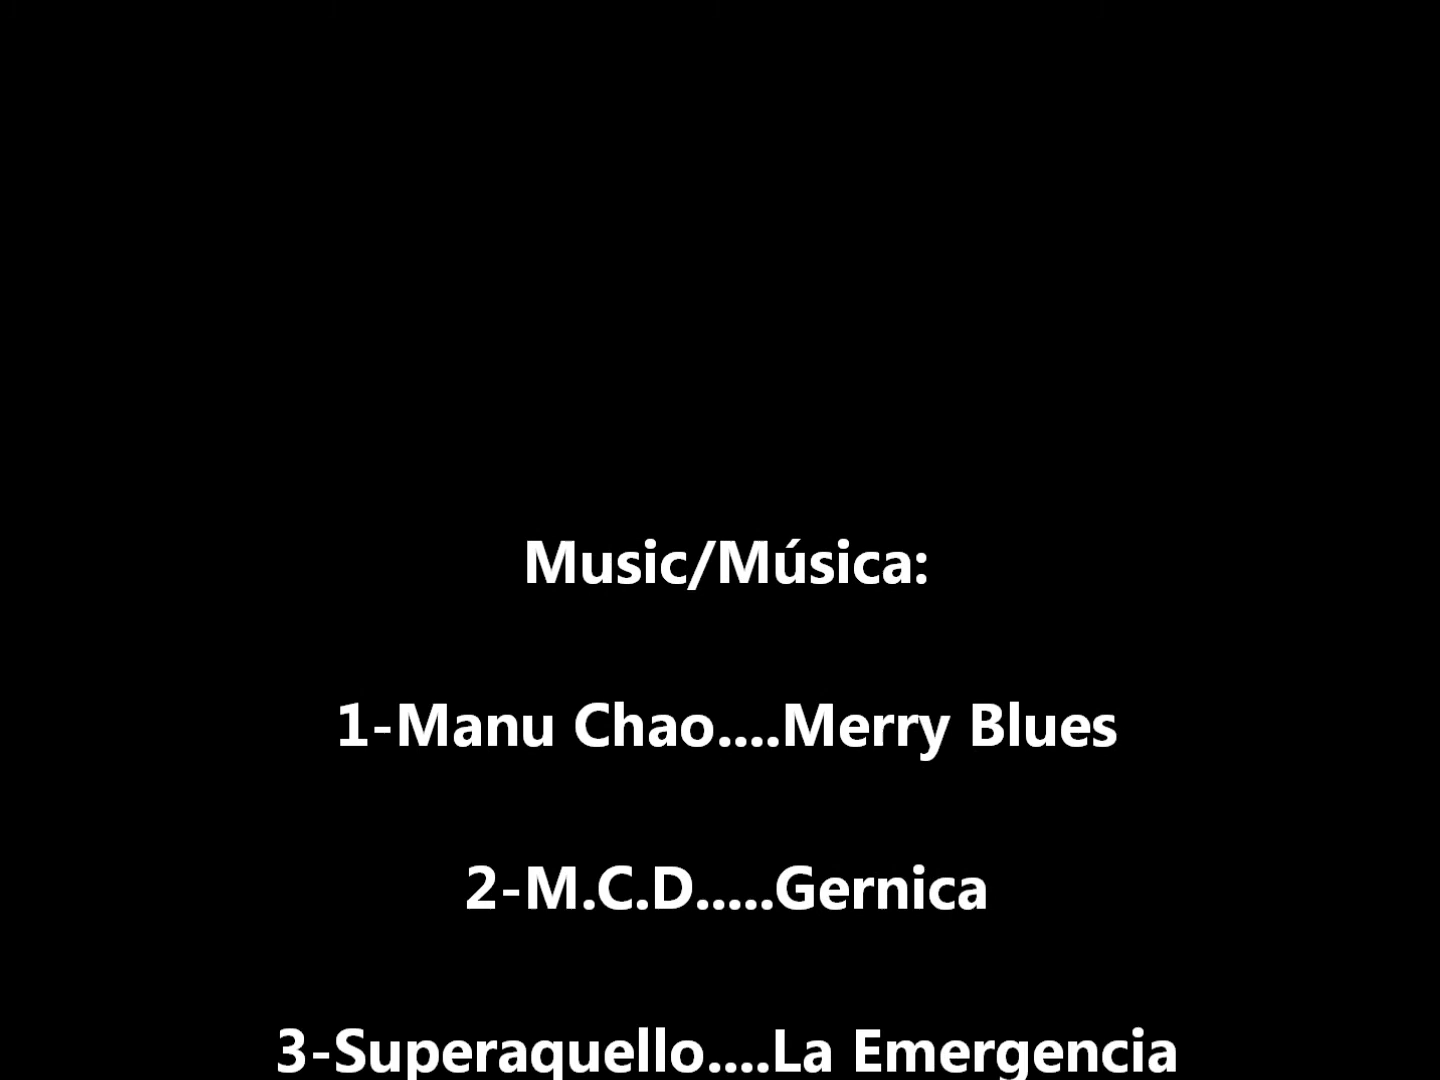 Music/Música:
1-Manu Chao....Merry Blues
2-M.C.D.....Gernica
3-Superaquello....La Emergencia